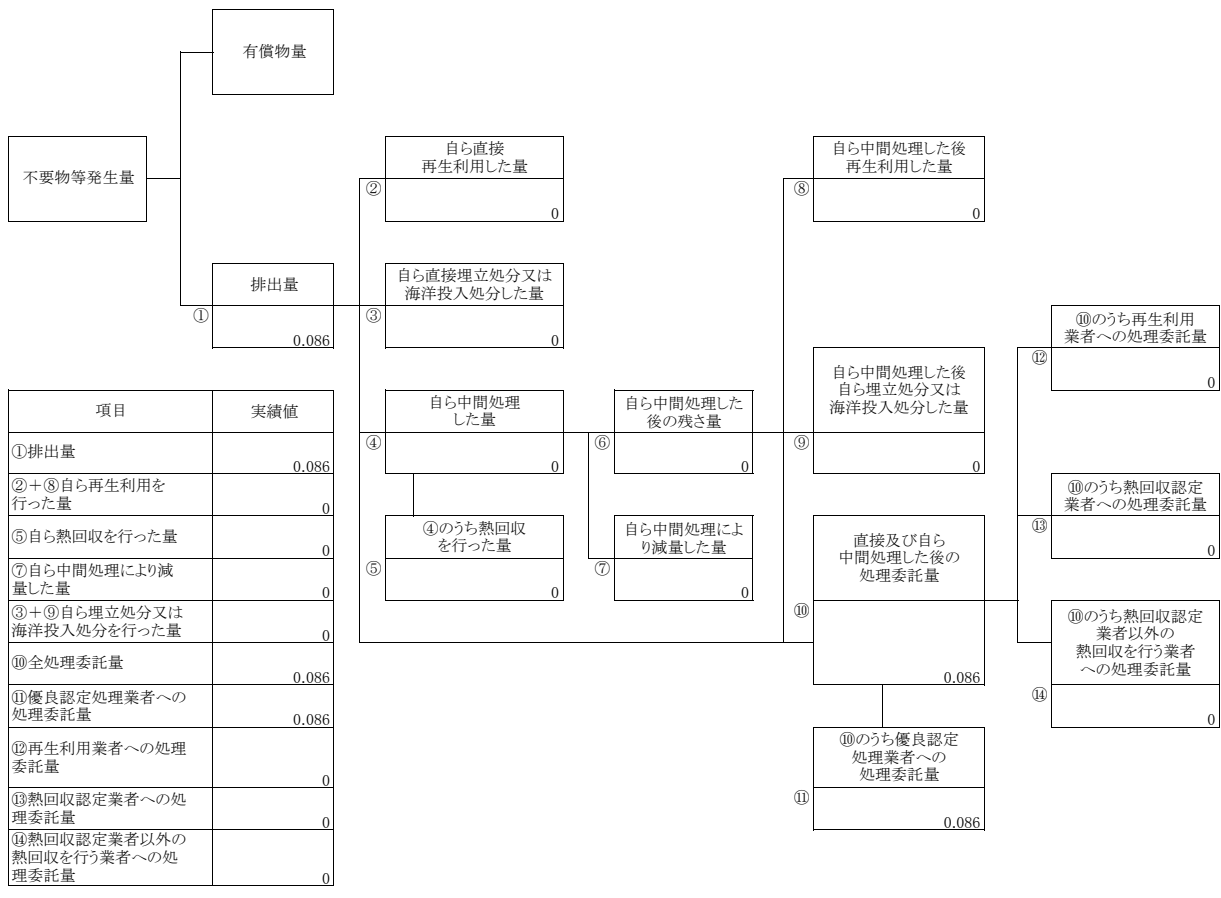 有償物量
不要物等発生量
自ら直接
再生利用した量
②
0
自ら中間処理した後
再生利用した量
⑧
0
排出量
①
0.086
自ら直接埋立処分又は
海洋投入処分した量
③
0
⑩のうち再生利用
業者への処理委託量
⑫
0
自ら中間処理
した量
④
0
自ら中間処理した
後の残さ量
⑥
0
自ら中間処理した後
自ら埋立処分又は
海洋投入処分した量
⑨
0
⑩のうち熱回収認定
業者への処理委託量
⑬
0
④のうち熱回収
を行った量
⑤
0
自ら中間処理によ
り減量した量
⑦
0
直接及び自ら
中間処理した後の
処理委託量
⑩
0.086
⑩のうち熱回収認定
業者以外の
熱回収を行う業者
への処理委託量
⑭
0
⑩のうち優良認定
処理業者への
処理委託量
⑪
0.086
項目 実績値
①排出量
0.086
②＋⑧自ら再生利用を
行った量
0
⑤自ら熱回収を行った量
0
⑦自ら中間処理により減
量した量
0
③＋⑨自ら埋立処分又は
海洋投入処分を行った量
0
⑩全処理委託量
0.086
⑪優良認定処理業者への
処理委託量
0.086
⑫再生利用業者への処理
委託量
0
⑬熱回収認定業者への処
理委託量
0
⑭熱回収認定業者以外の
熱回収を行う業者への処
理委託量
0